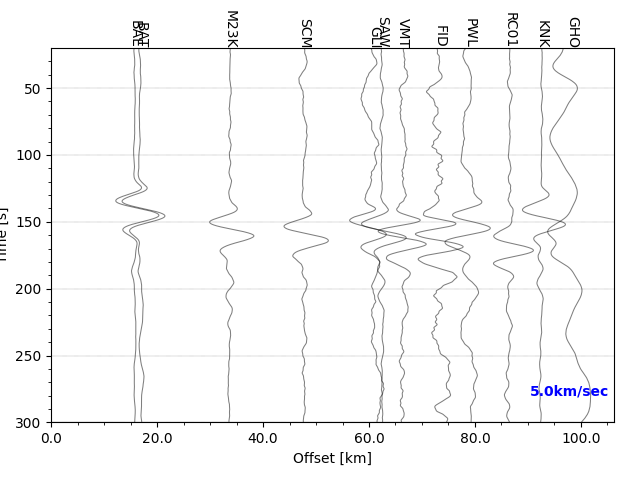 BAE BAT M23K SCM GLI SAW VMT FID PWL RC01 KNK GHO
Time [s]
50
100
150
200
250
300
5.0km/sec
0.0 20.0 40.0 60.0 80.0 100.0
Offset [km]